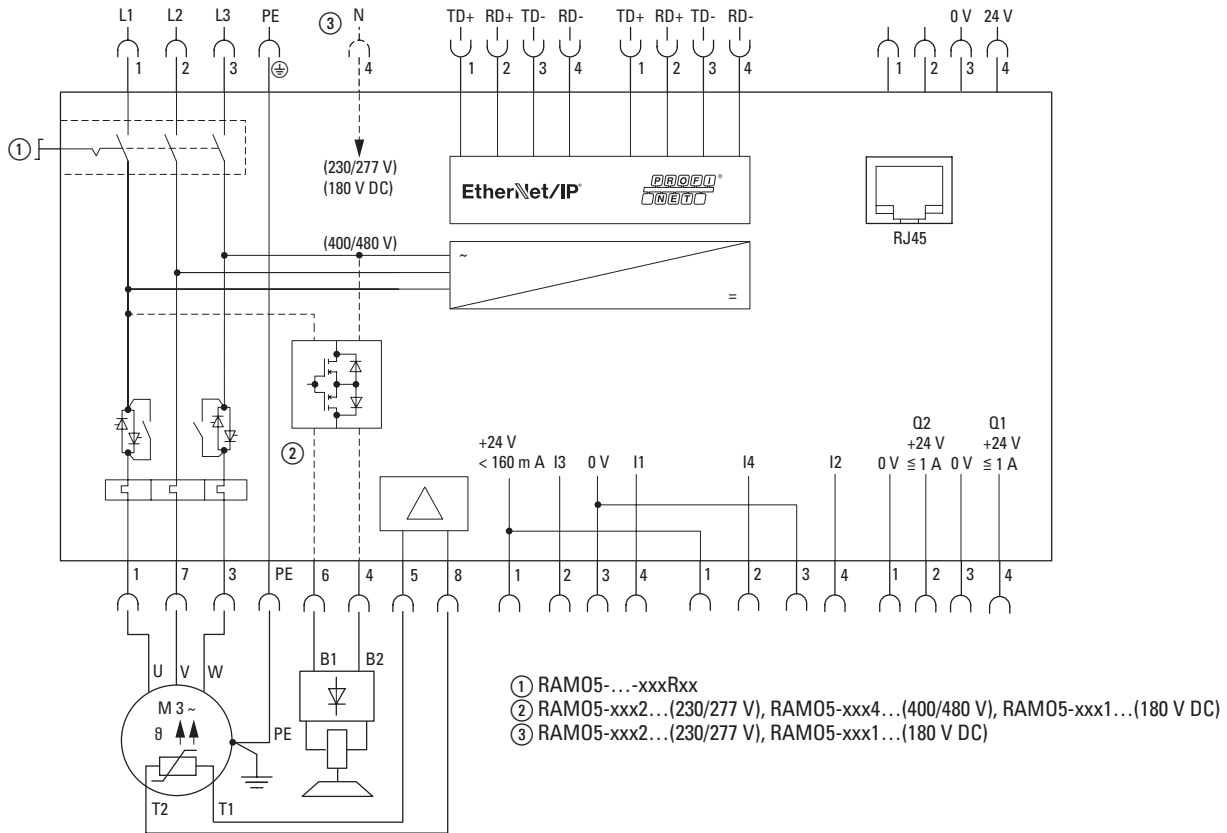 L1 L2 L3 PE ③ N TD+ RD+ TD- RD- TD+ RD+ TD- RD- 0 V 24 V
1 2 3 4 1 2 3 4 1 2 3 4 1 2 3 4
①
(230/277 V)
(180 V DC)
EtherNet/IP® PROFI® NET
RJ45
(400/480 V)
~
=
②
+24 V
< 160 m A I3 0 V I1 I4 I2
Q2 Q1
+24 V +24 V
0 V ≦ 1 A 0 V ≦ 1 A
1 7 3 PE 6 4 5 8 1 2 3 4 1 2 3 4 1 2 3 4
U V W
B1 B2
M 3 ~
ϑ
PE
T2 T1
① RAMO5-...-xxxRxx
② RAMO5-xxx2...(230/277 V), RAMO5-xxx4...(400/480 V), RAMO5-xxx1...(180 V DC)
③ RAMO5-xxx2...(230/277 V), RAMO5-xxx1...(180 V DC)